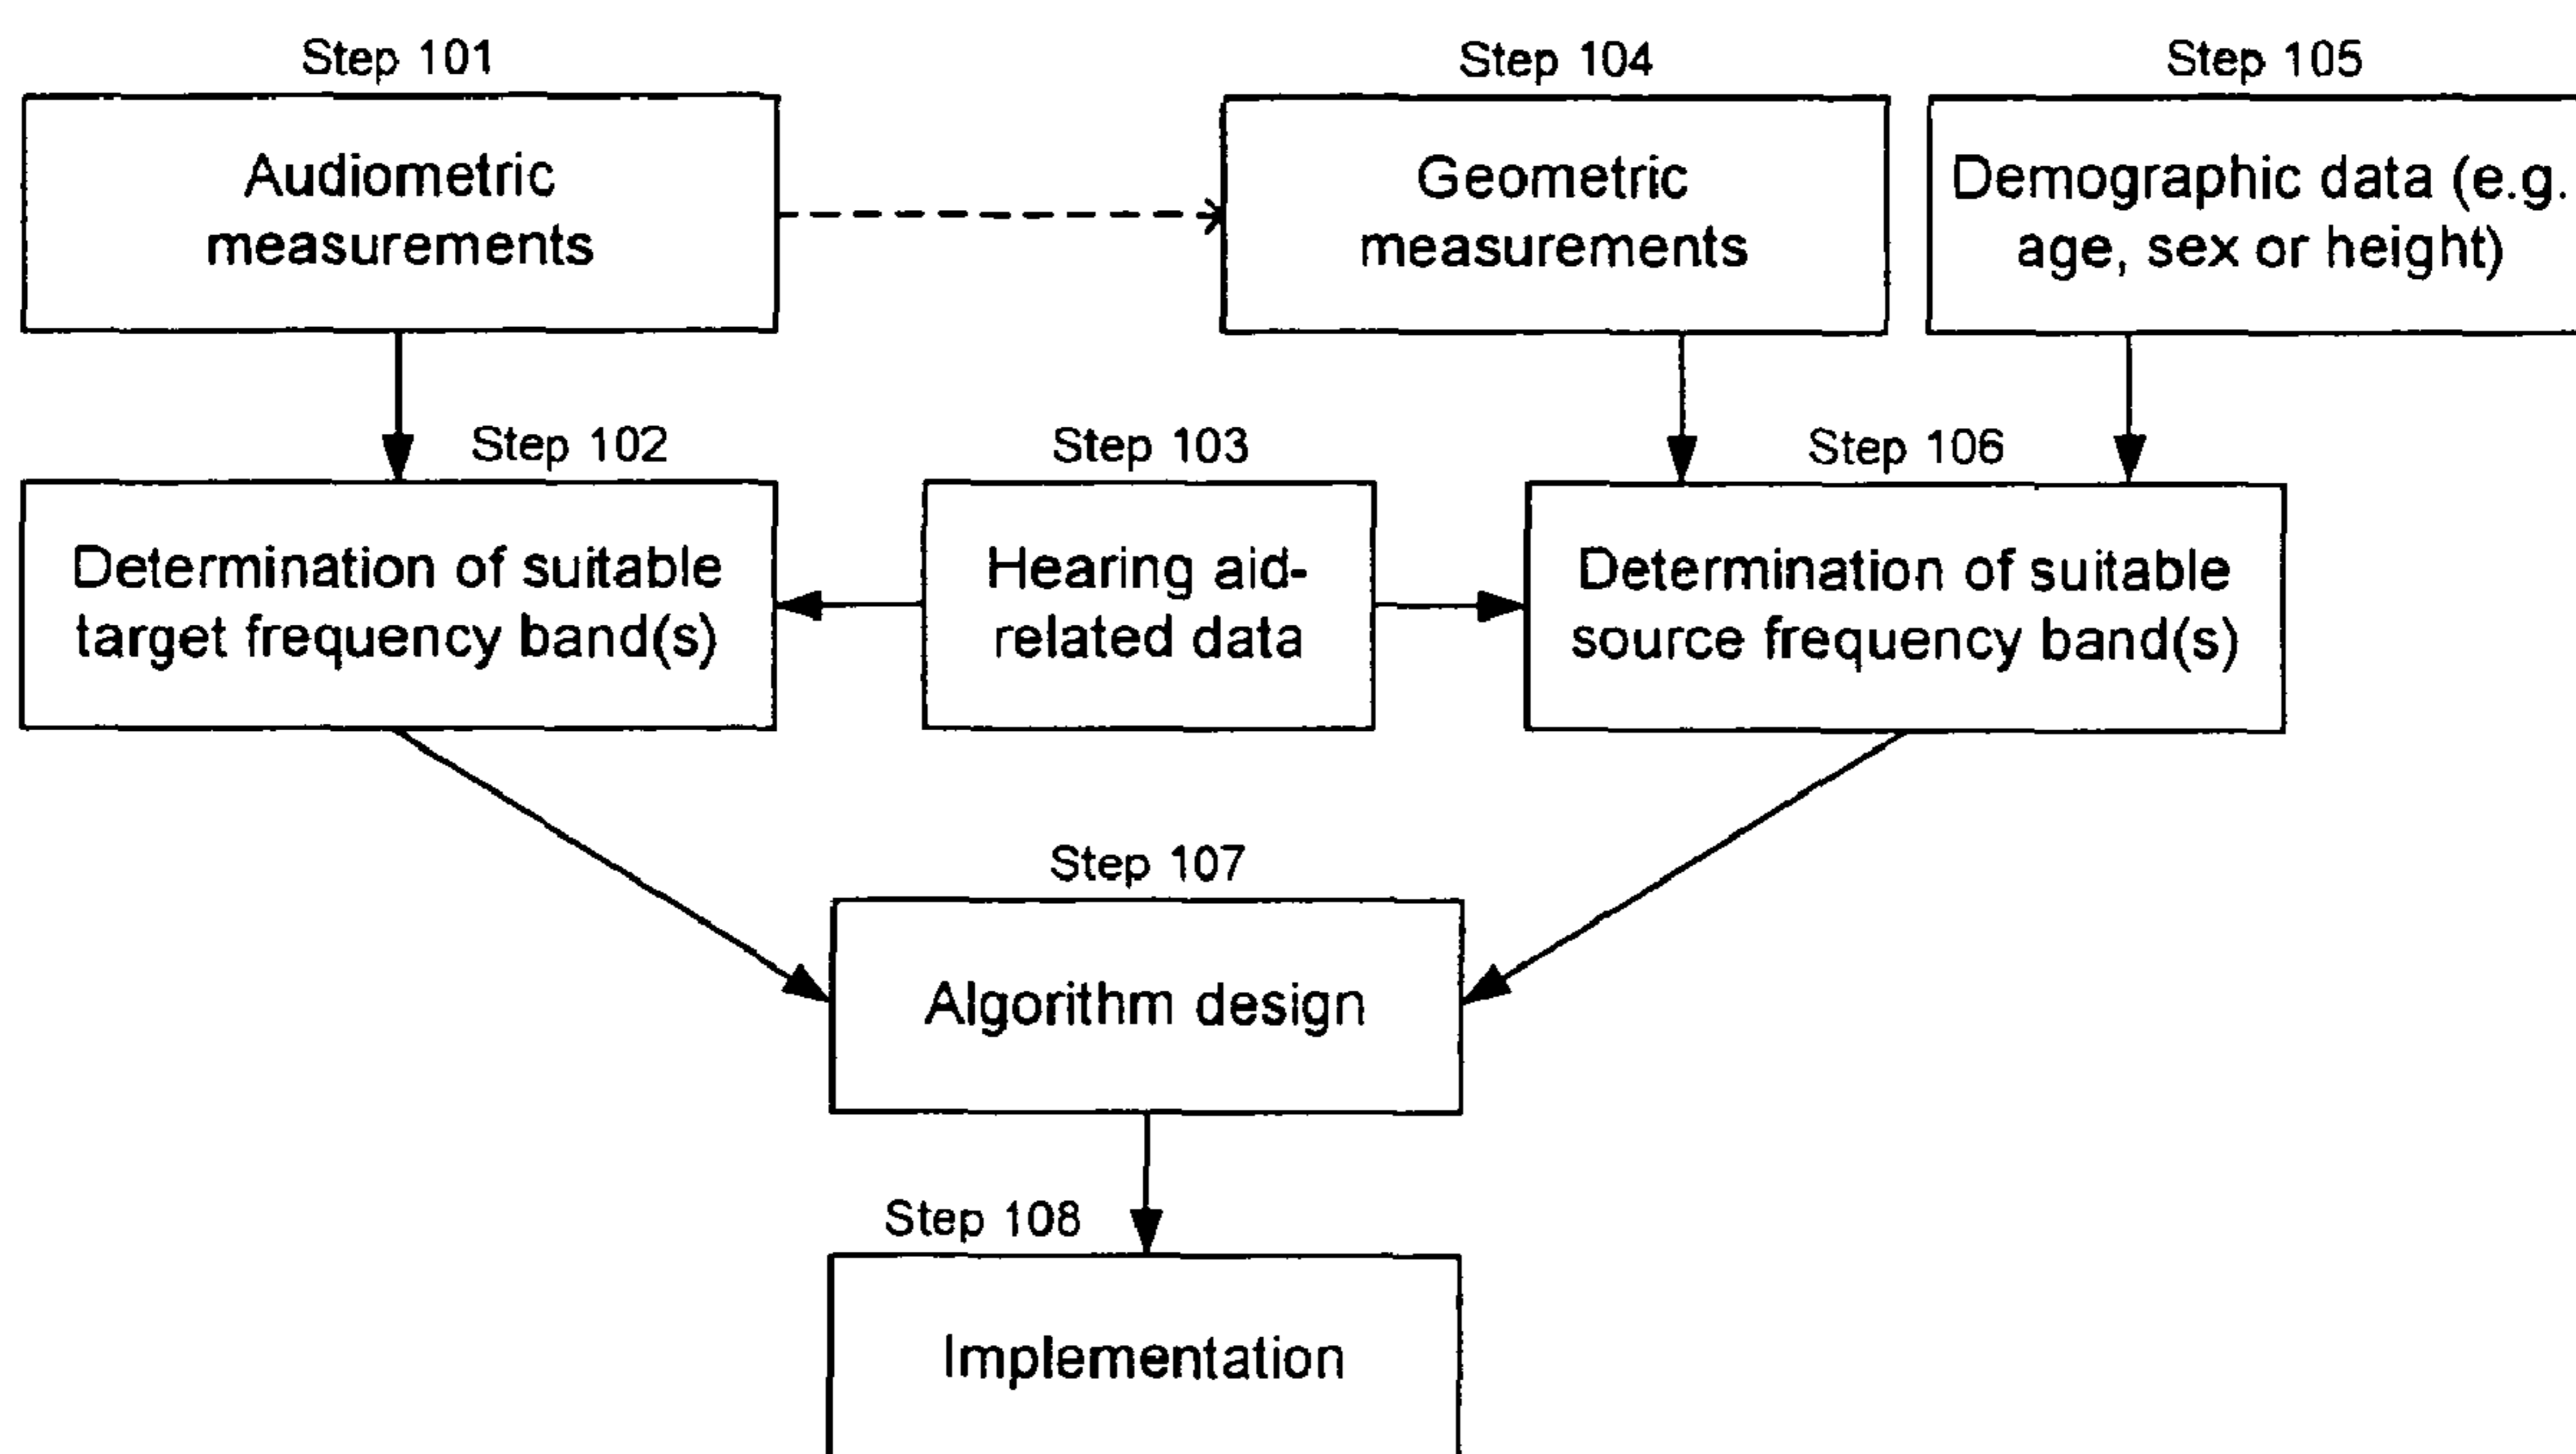 Step 101
Audiometric
measurements
Step 104
Geometric
measurements
Step 105
Demographic data (e.g.
age, sex or height)
Step 102
Determination of suitable
target frequency band(s)
Step 103
Hearing aid-
related data
Step 106
Determination of suitable
source frequency band(s)
Step 107
Algorithm design
Step 108
Implementation